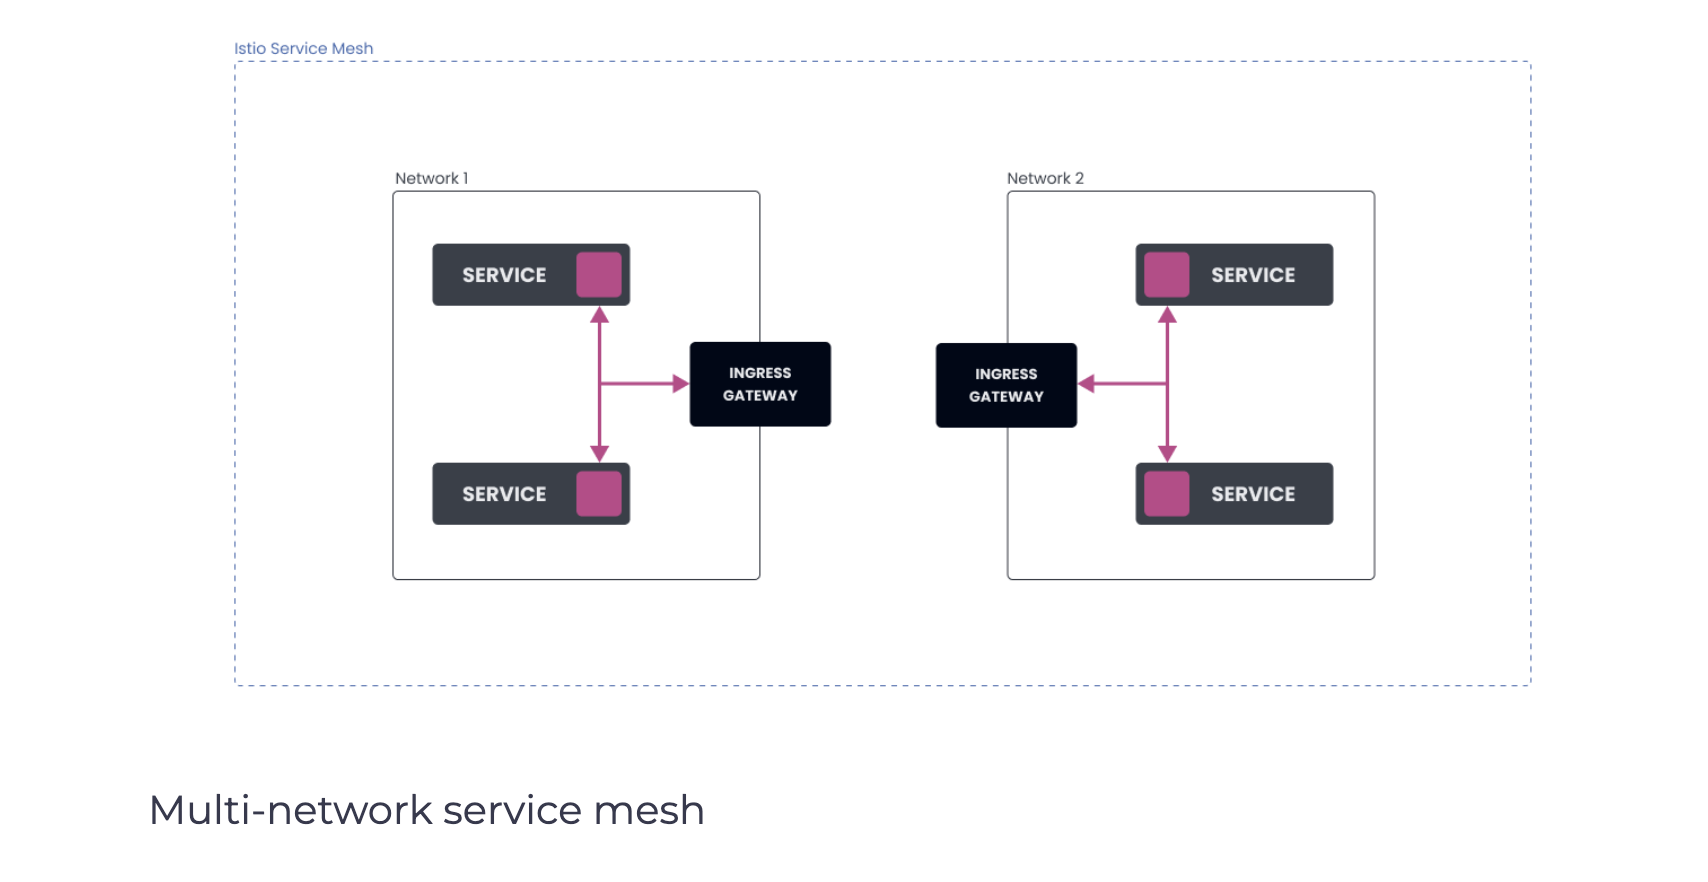 Istio Service Mesh
Network 1
Network 2
SERVICE
SERVICE
INGRESS
GATEWAY
INGRESS
GATEWAY
SERVICE
SERVICE
Multi-network service mesh